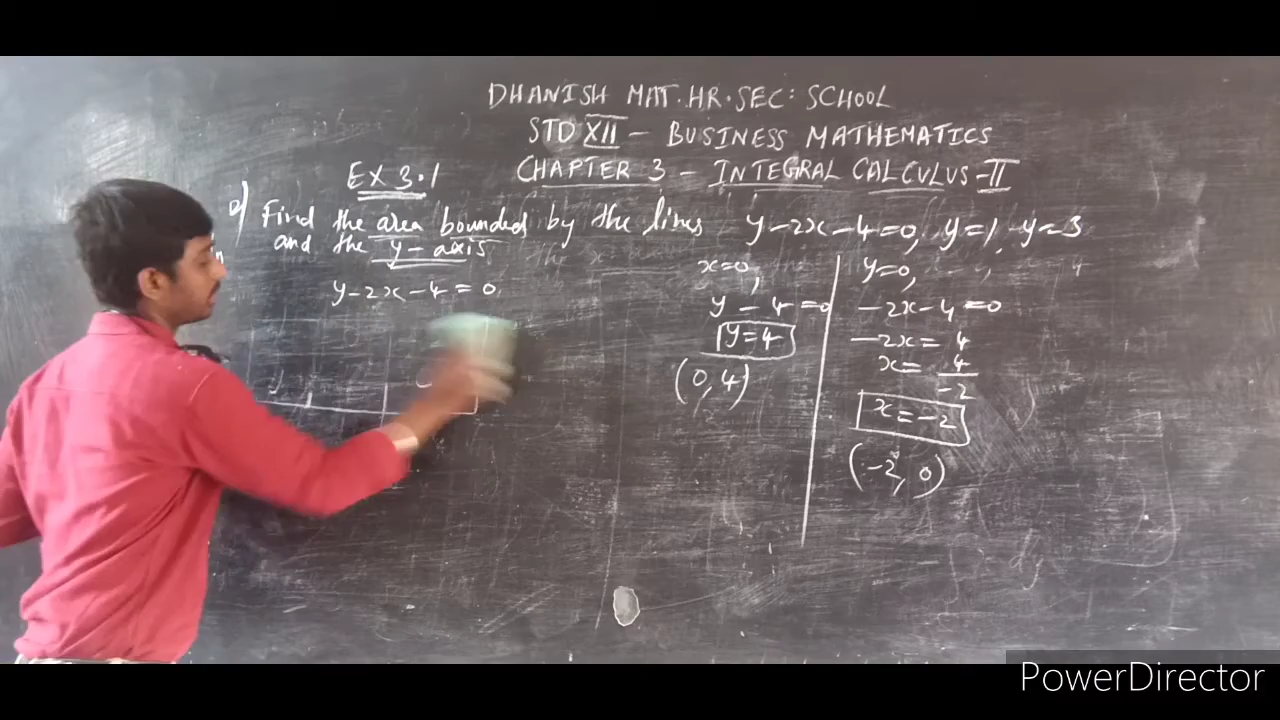 DHANISH MAT.HR.SEC: SCHOOL
STD XII - BUSINESS MATHEMATICS
CHAPTER 3 - INTEGRAL CALCULUS-II
EX 3.1
Find the area bounded by the lines y-2x-4=0, y=1, y=3
and the y-axis
y-2x-4=0
x=0,
y-4=0
y=4
(0,4)
y=0,
-2x-4=0
-2x=4
x=4
-2
x=-2
(-2,0)
dy
PowerDirector